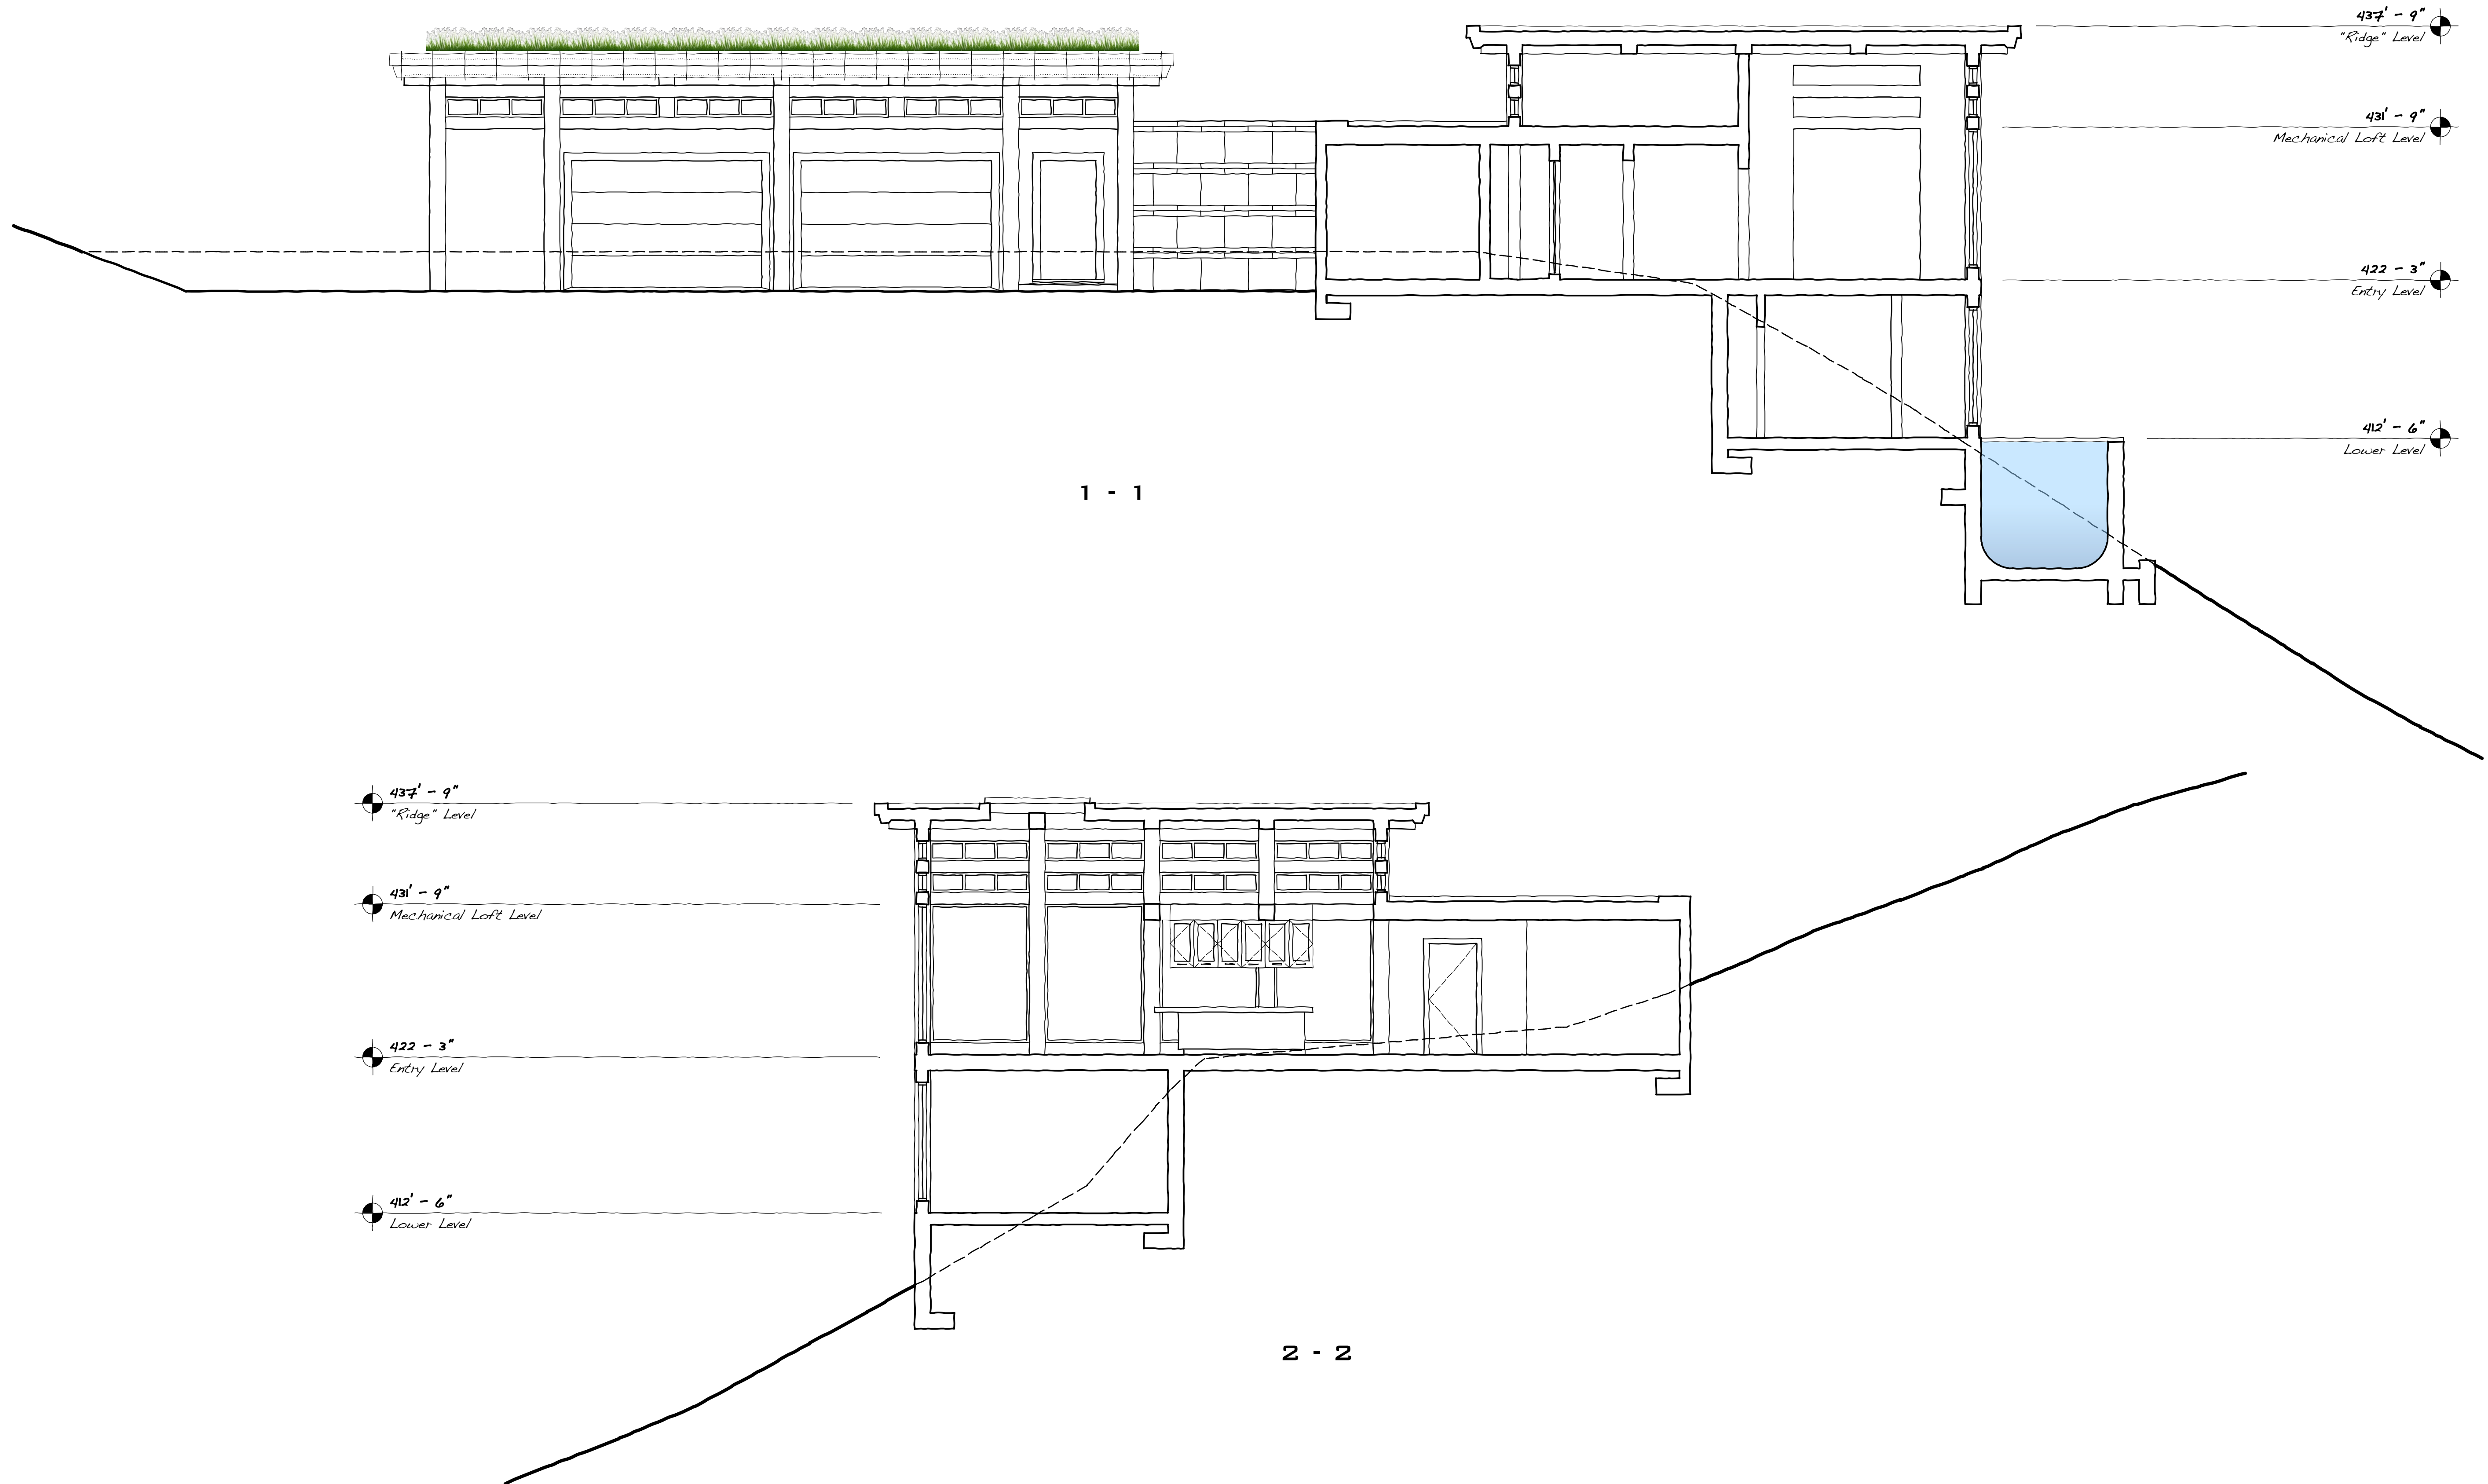 437' - 9"
"Ridge" Level
431' - 9"
Mechanical Loft Level
422 - 3"
Entry Level
412' - 6"
Lower Level
1 - 1
437' - 9"
"Ridge" Level
431' - 9"
Mechanical Loft Level
422 - 3"
Entry Level
412' - 6"
Lower Level
2 - 2